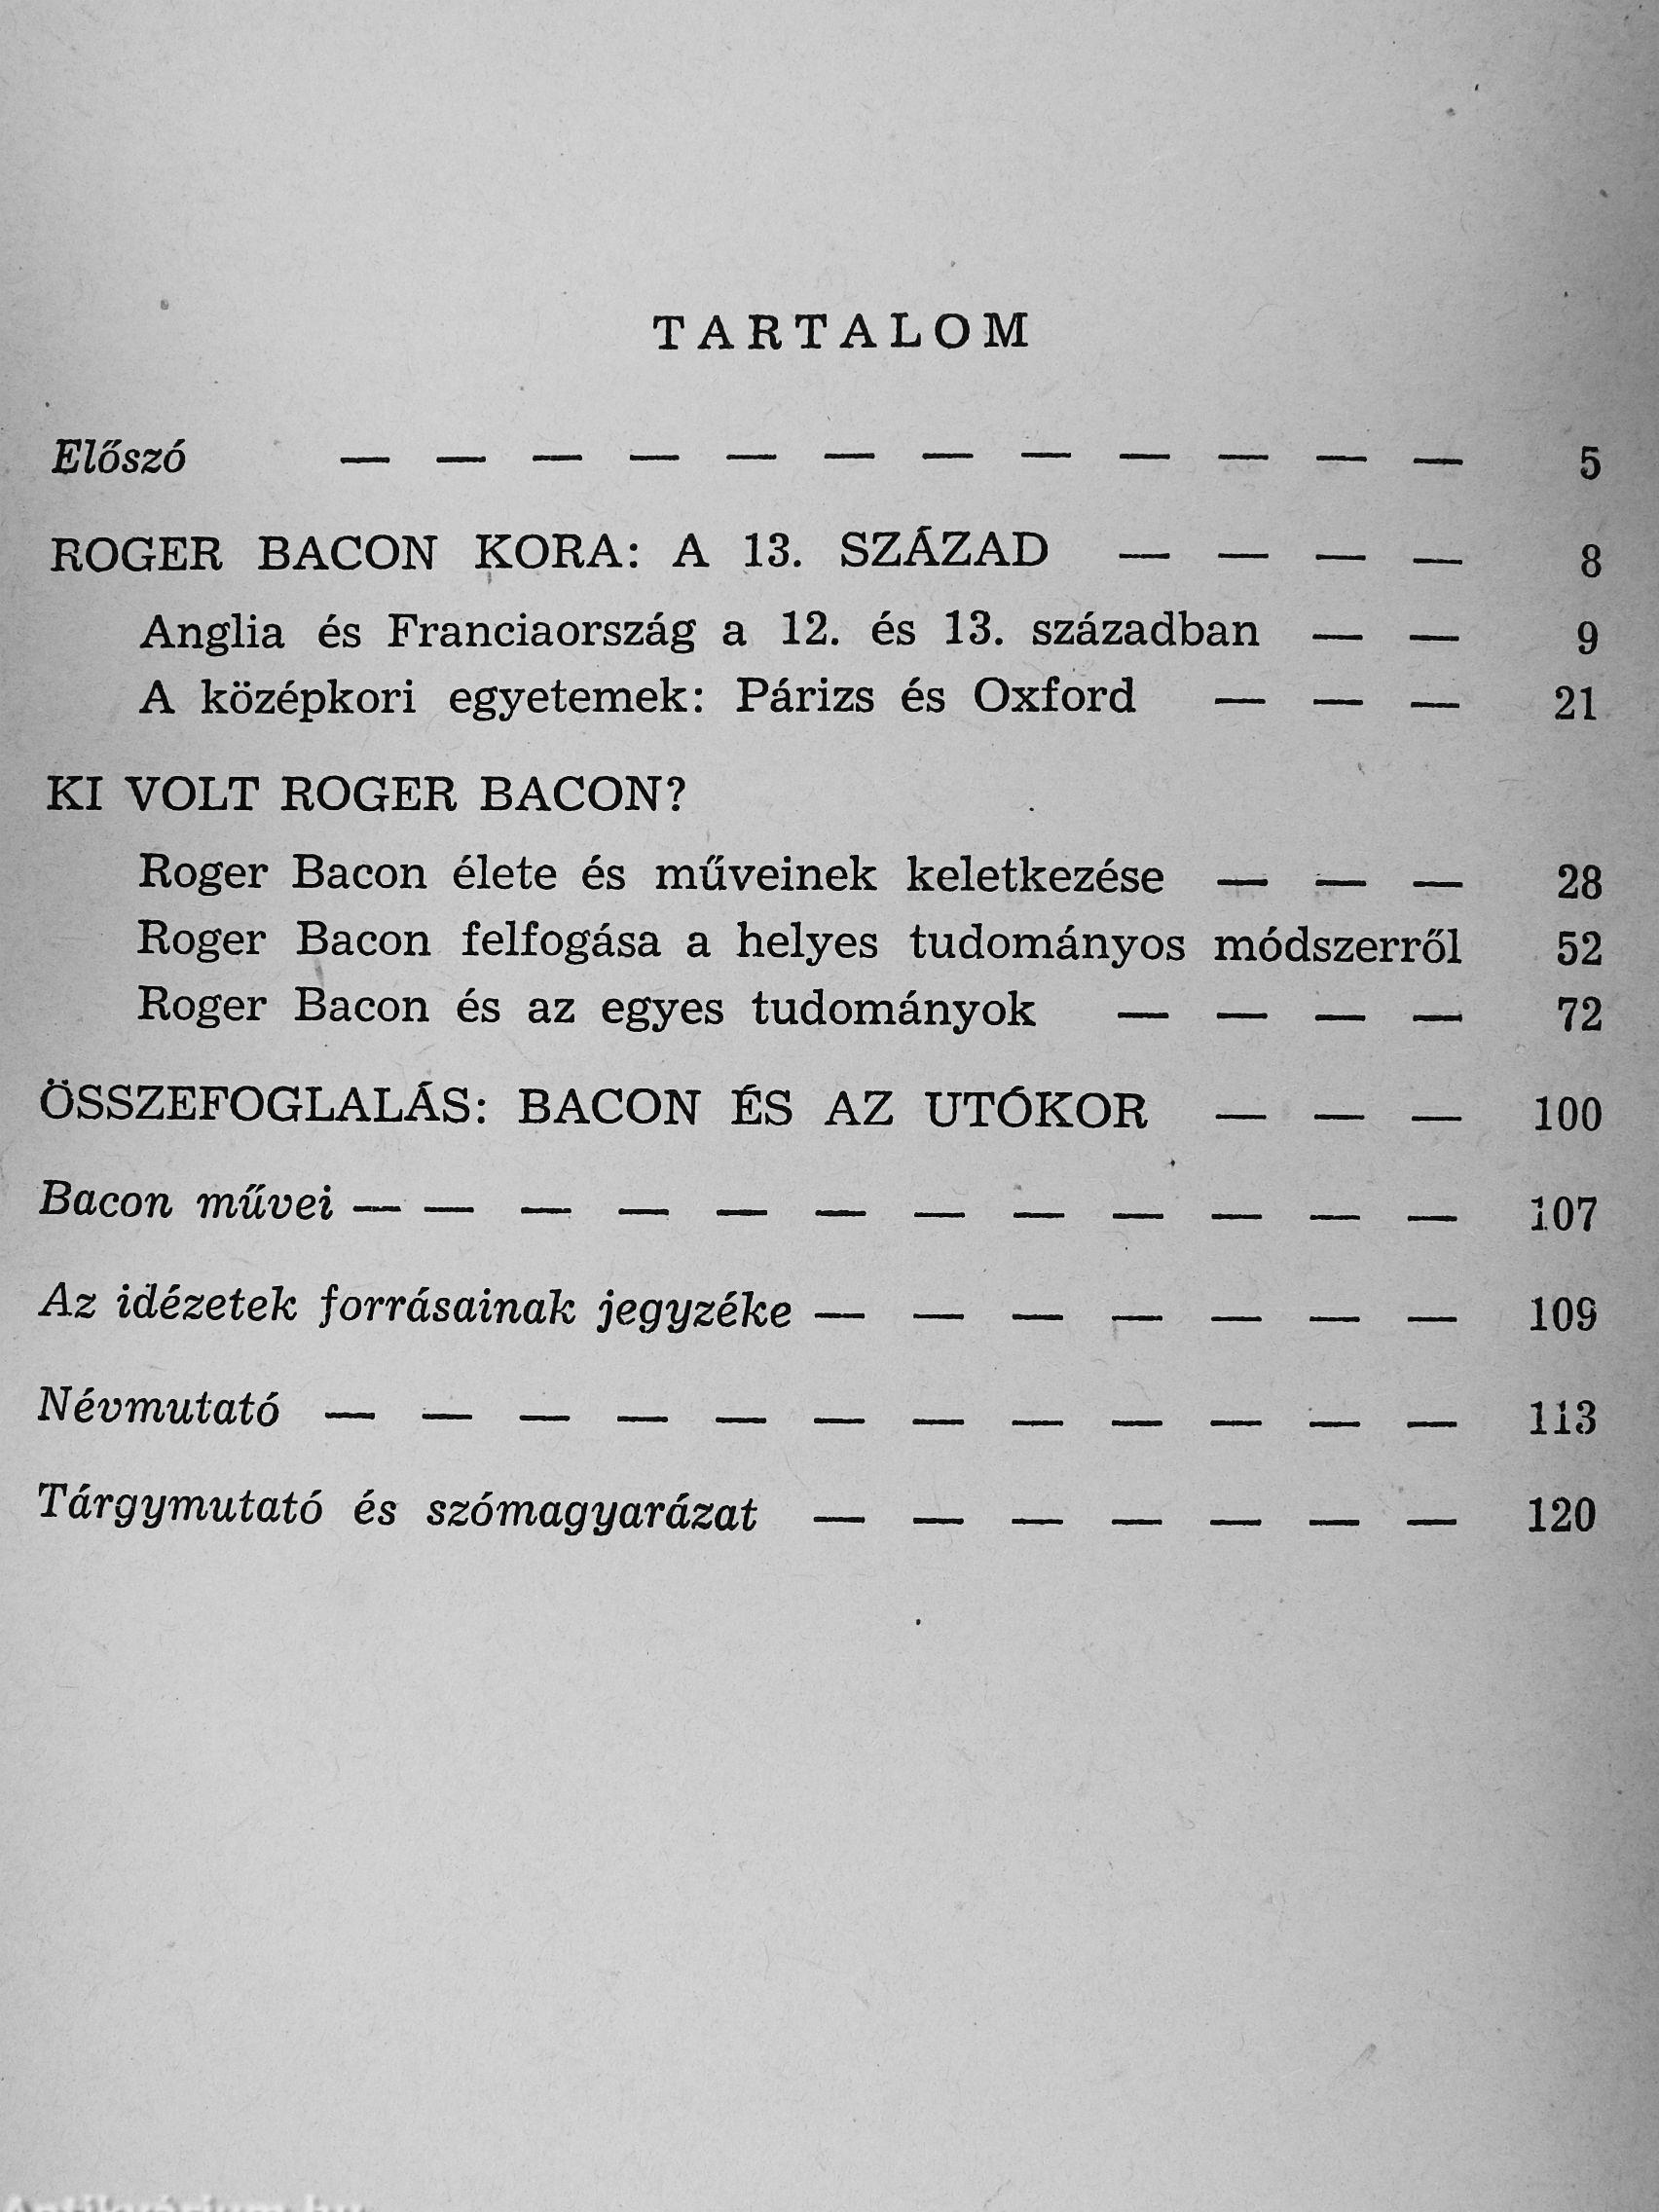 TARTALOM
Előszó — — — — — — — — — — — — 5
ROGER BACON KORA: A 13. SZÁZAD — — — — 8
Anglia és Franciaország a 12. és 13. században — — 9
A középkori egyetemek: Párizs és Oxford — — — 21
KI VOLT ROGER BACON?
Roger Bacon élete és műveinek keletkezése — — — 28
Roger Bacon felfogása a helyes tudományos módszerről 52
Roger Bacon és az egyes tudományok — — — — 72
ÖSSZEFOGLALÁS: BACON ÉS AZ UTÓKOR — — — 100
Bacon művei — — — — — — — — — — — — 107
Az idézetek forrásainak jegyzéke — — — — — — — 109
Névmutató — — — — — — — — — — — — 113
Tárgymutató és szómagyarázat — — — — — — — 120
Antikvárium.hu